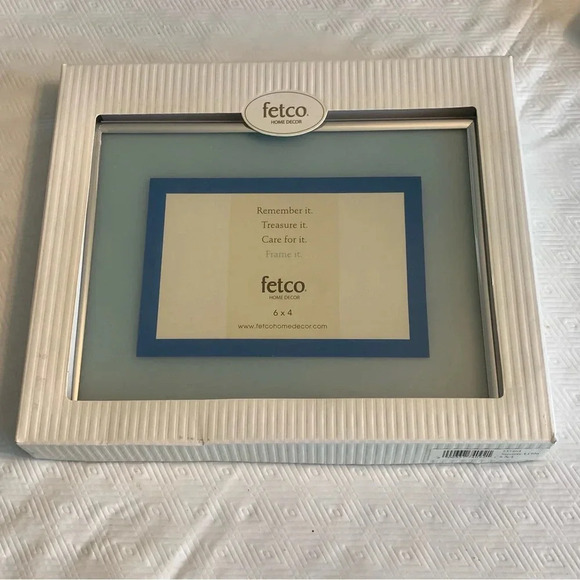 fetco.
HOME DECOR
Remember it.
Treasure it.
Care for it.
Frame it.
fetco.
HOME DECOR
6 x 4
www.fetcohomedecor.com